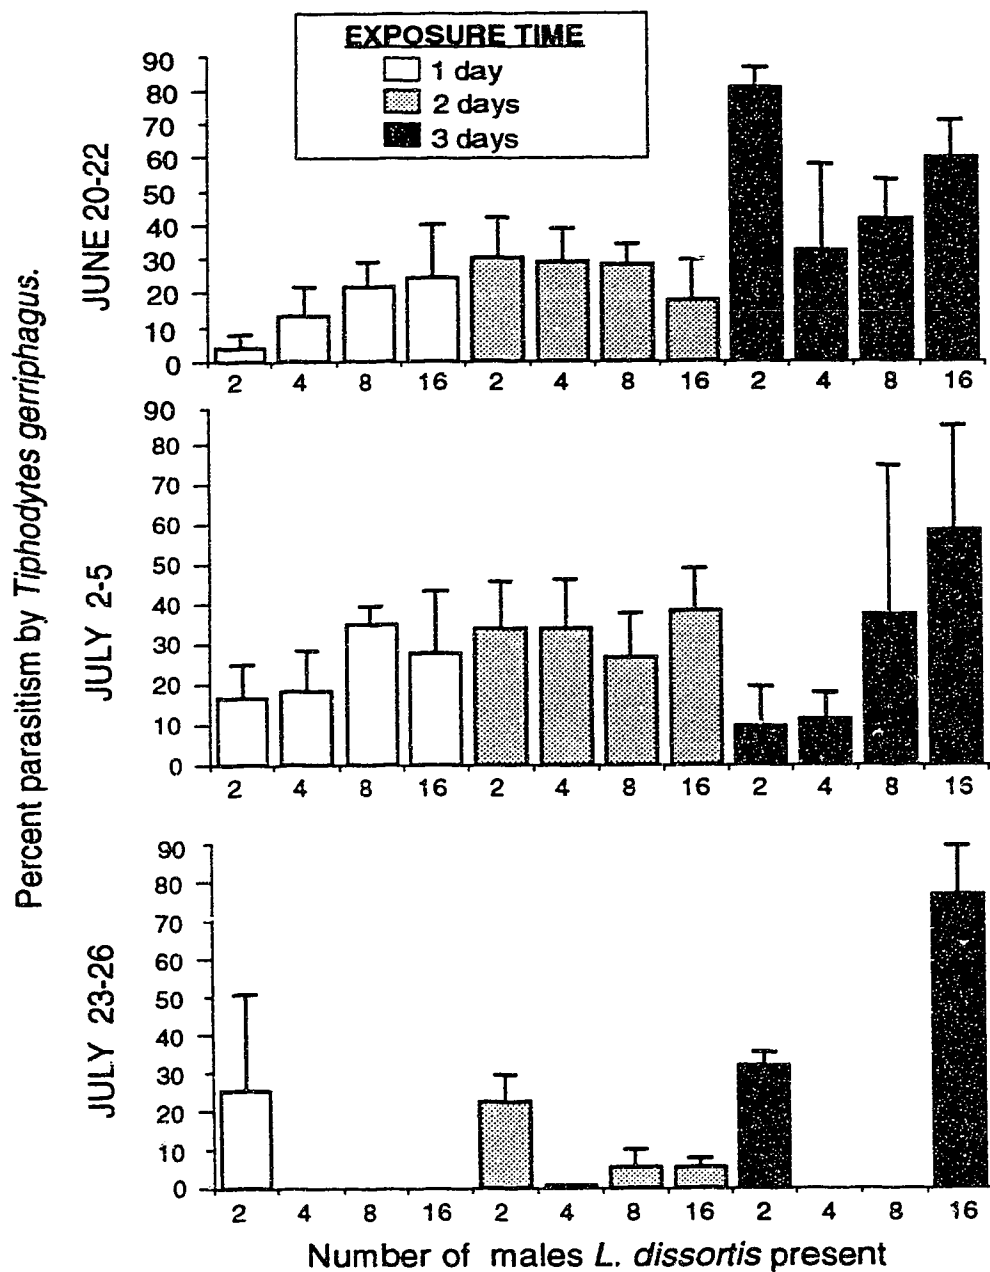 EXPOSURE TIME
1 day
2 days
3 days
Percent parasitism by Tiphodytes gerriphagus.
JUNE 20-22
90
80
70
60
50
40
30
20
10
0
2 4 8 16 2 4 8 16 2 4 8 16
JULY 2-5
90
80
70
60
50
40
30
20
10
0
2 4 8 16 2 4 8 16 2 4 8 16
JULY 23-26
90
80
70
60
50
40
30
20
10
0
2 4 8 16 2 4 8 16 2 4 8 16
Number of males L. dissortis present